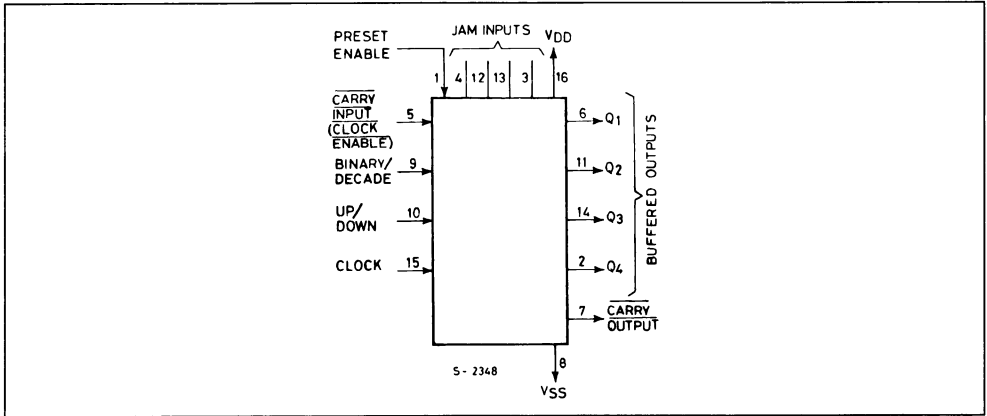 PRESET
ENABLE
JAM INPUTS
VDD
1 4 12 13 3 16
CARRY
INPUT
(CLOCK
ENABLE)
5
BINARY/
DECADE
9
UP/
DOWN
10
CLOCK
15
6 Q1
11 Q2
14 Q3
2 Q4
BUFFERED OUTPUTS
7 CARRY
OUTPUT
S-2348
8
VSS